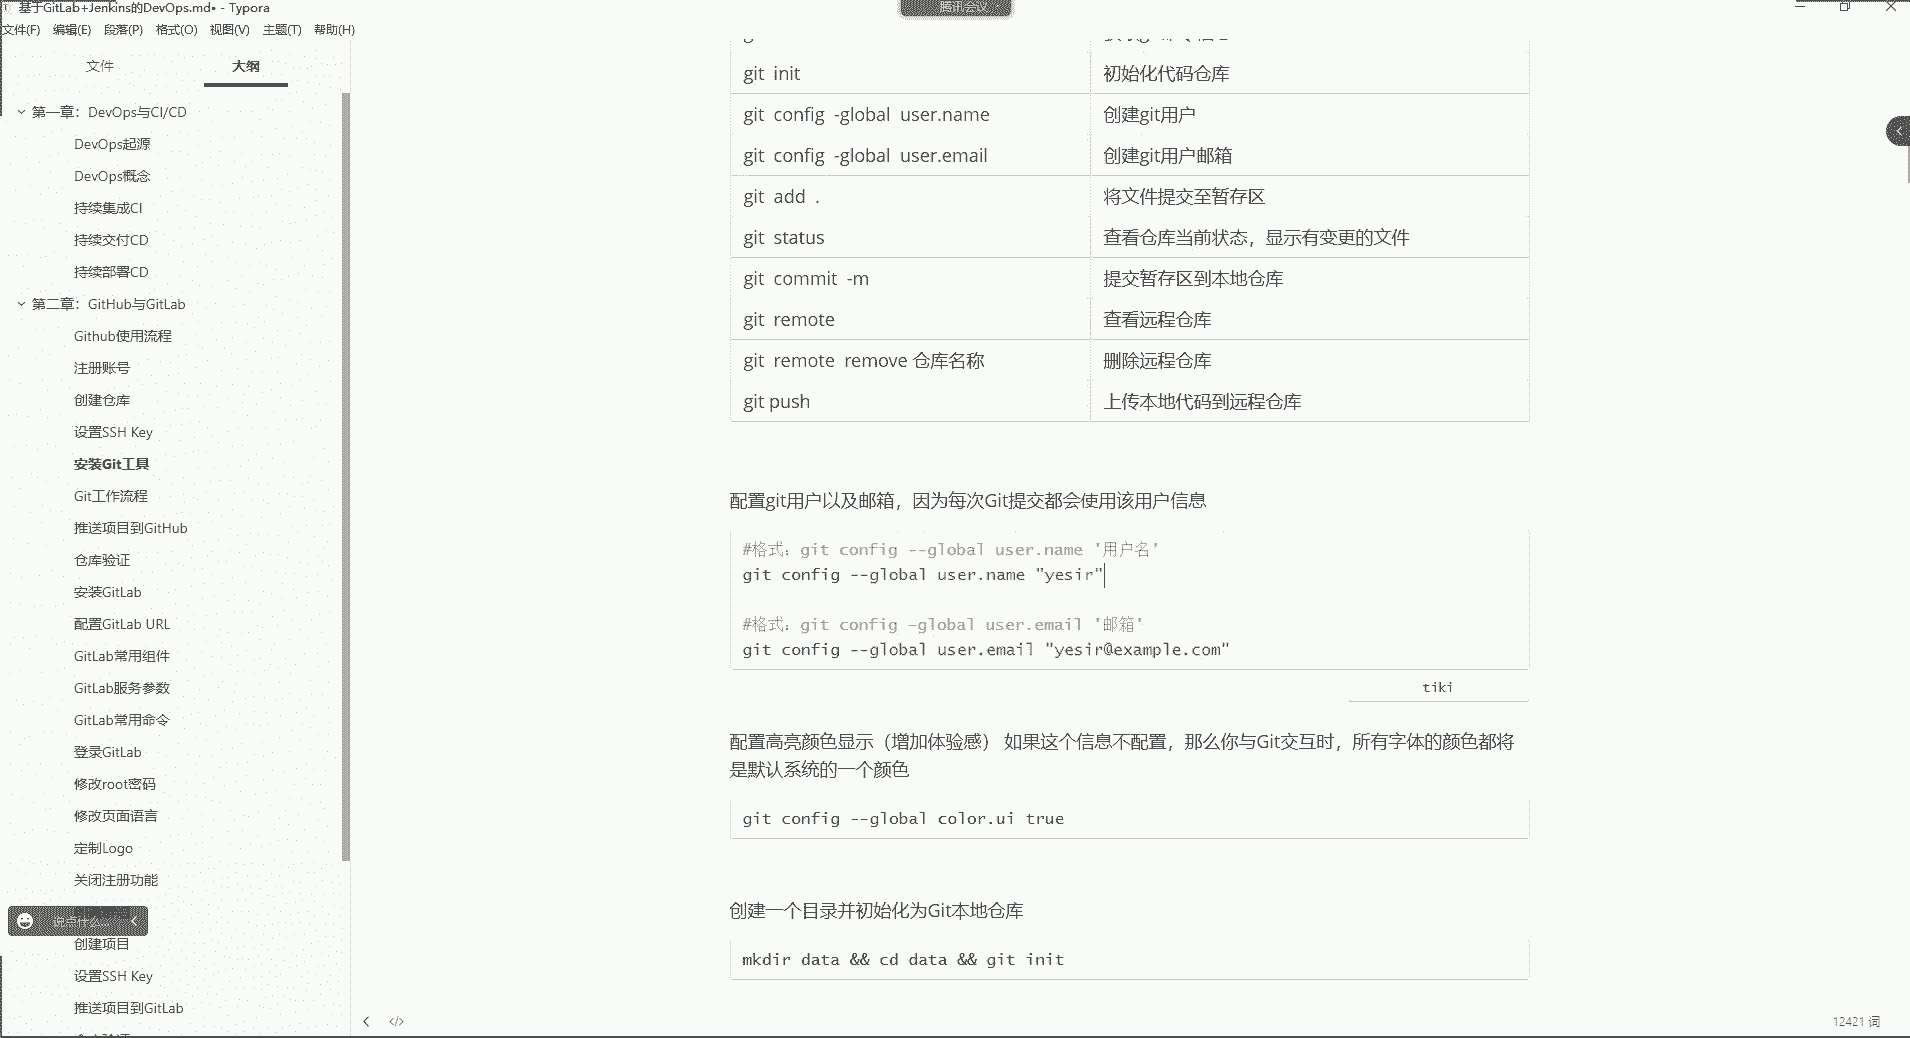 基于GitLab+Jenkins的DevOps.md• - Typora
腾讯会议
文件(F) 编辑(E) 段落(P) 格式(O) 视图(V) 主题(T) 帮助(H)
文件 大纲
第一章：DevOps与CI/CD
DevOps起源
DevOps概念
持续集成CI
持续交付CD
持续部署CD
第二章：GitHub与GitLab
Github使用流程
注册账号
创建仓库
设置SSH Key
安装Git工具
Git工作流程
推送项目到GitHub
仓库验证
安装GitLab
配置GitLab URL
GitLab常用组件
GitLab服务参数
GitLab常用命令
登录GitLab
修改root密码
修改页面语言
定制Logo
关闭注册功能
说点什么...
创建项目
设置SSH Key
推送项目到GitLab
git init 初始化代码仓库
git config -global user.name 创建git用户
git config -global user.email 创建git用户邮箱
git add . 将文件提交至暂存区
git status 查看仓库当前状态，显示有变更的文件
git commit -m 提交暂存区到本地仓库
git remote 查看远程仓库
git remote remove 仓库名称 删除远程仓库
git push 上传本地代码到远程仓库
配置git用户以及邮箱，因为每次Git提交都会使用该用户信息
#格式：git config --global user.name '用户名'
git config --global user.name "yesir"
#格式：git config –global user.email '邮箱'
git config --global user.email "yesir@example.com"
tiki
配置高亮颜色显示（增加体验感） 如果这个信息不配置，那么你与Git交互时，所有字体的颜色都将
是默认系统的一个颜色
git config --global color.ui true
创建一个目录并初始化为Git本地仓库
mkdir data && cd data && git init
12421 词